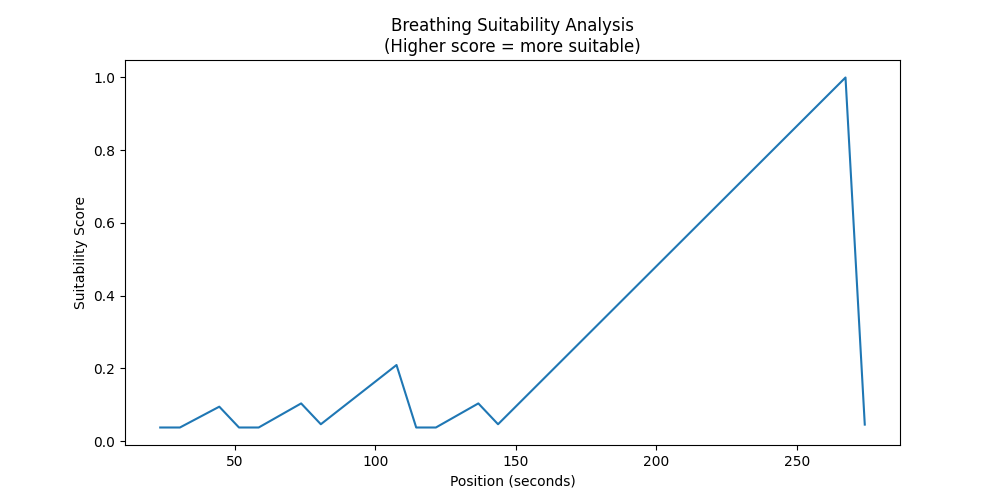 Breathing Suitability Analysis
(Higher score = more suitable)
Suitability Score
1.0
0.8
0.6
0.4
0.2
0.0
50
100
150
200
250
Position (seconds)